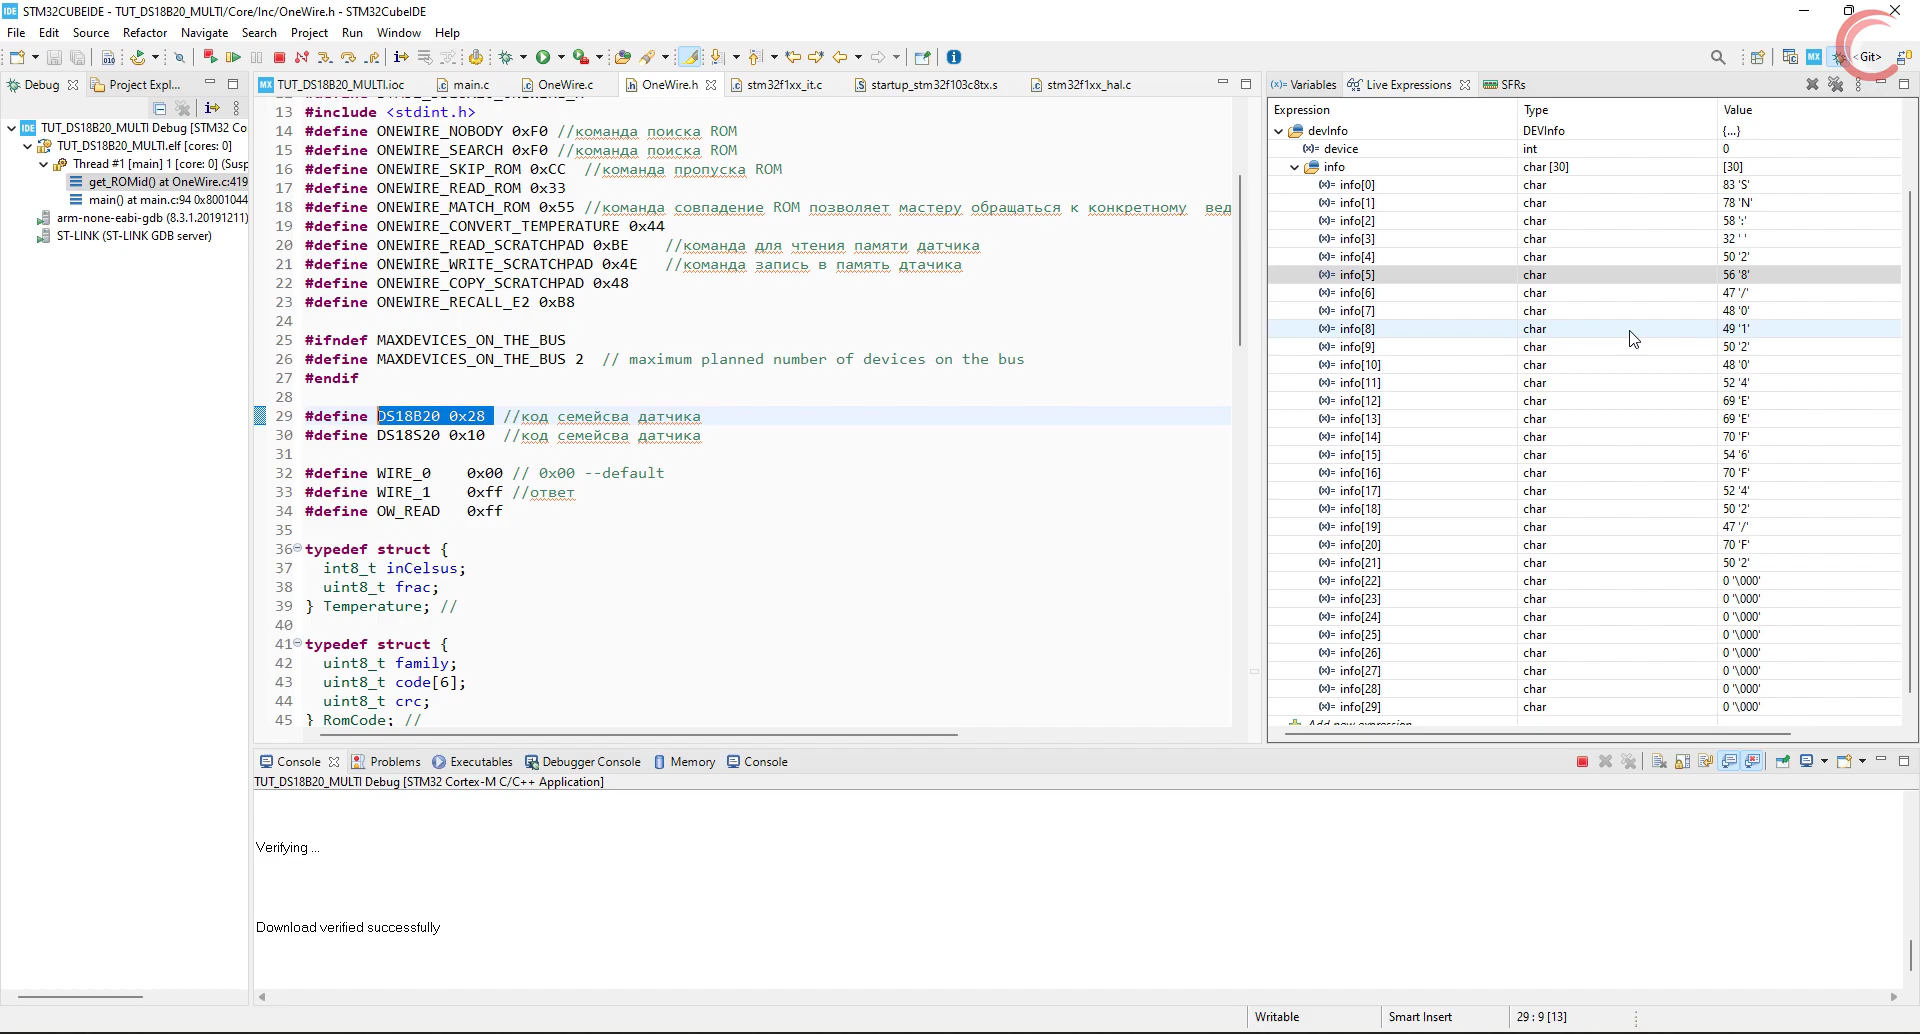 IDE STM32CUBEIDE - TUT_DS18B20_MULTI/Core/Inc/OneWire.h - STM32CubeIDE
File Edit Source Refactor Navigate Search Project Run Window Help
MX <Git>
Debug Project Expl...
TUT_DS18B20_MULTI.ioc main.c OneWire.c OneWire.h stm32f1xx_it.c startup_stm32f103c8tx.s stm32f1xx_hal.c
(x)= Variables Live Expressions SFRs
IDE TUT_DS18B20_MULTI Debug [STM32 Co
TUT_DS18B20_MULTI.elf [cores: 0]
Thread #1 [main] 1 [core: 0] (Susp
get_ROMid() at OneWire.c:419
main() at main.c:94 0x8001044
arm-none-eabi-gdb (8.3.1.20191211)
ST-LINK (ST-LINK GDB server)
13 #include <stdint.h>
14 #define ONEWIRE_NOBODY 0xF0 //команда поиска ROM
15 #define ONEWIRE_SEARCH 0xF0 //команда поиска ROM
16 #define ONEWIRE_SKIP_ROM 0xCC //команда пропуска ROM
17 #define ONEWIRE_READ_ROM 0x33
18 #define ONEWIRE_MATCH_ROM 0x55 //команда совпадение ROM позволяет мастеру обращаться к конкретному вед
19 #define ONEWIRE_CONVERT_TEMPERATURE 0x44
20 #define ONEWIRE_READ_SCRATCHPAD 0xBE //команда для чтения памяти датчика
21 #define ONEWIRE_WRITE_SCRATCHPAD 0x4E //команда запись в память дтачика
22 #define ONEWIRE_COPY_SCRATCHPAD 0x48
23 #define ONEWIRE_RECALL_E2 0xB8
24
25 #ifndef MAXDEVICES_ON_THE_BUS
26 #define MAXDEVICES_ON_THE_BUS 2 // maximum planned number of devices on the bus
27 #endif
28
29 #define DS18B20 0x28 //код семейсва датчика
30 #define DS18S20 0x10 //код семейсва датчика
31
32 #define WIRE_0 0x00 // 0x00 --default
33 #define WIRE_1 0xff //ответ
34 #define OW_READ 0xff
35
36 typedef struct {
37 int8_t inCelsus;
38 uint8_t frac;
39 } Temperature; //
40
41 typedef struct {
42 uint8_t family;
43 uint8_t code[6];
44 uint8_t crc;
45 } RomCode; //
Expression Type Value
devInfo DEVInfo {...}
(x)= device int 0
info char [30] [30]
(x)= info[0] char 83 'S'
(x)= info[1] char 78 'N'
(x)= info[2] char 58 ':'
(x)= info[3] char 32 ' '
(x)= info[4] char 50 '2'
(x)= info[5] char 56 '8'
(x)= info[6] char 47 '/'
(x)= info[7] char 48 '0'
(x)= info[8] char 49 '1'
(x)= info[9] char 50 '2'
(x)= info[10] char 48 '0'
(x)= info[11] char 52 '4'
(x)= info[12] char 69 'E'
(x)= info[13] char 69 'E'
(x)= info[14] char 70 'F'
(x)= info[15] char 54 '6'
(x)= info[16] char 70 'F'
(x)= info[17] char 52 '4'
(x)= info[18] char 50 '2'
(x)= info[19] char 47 '/'
(x)= info[20] char 70 'F'
(x)= info[21] char 50 '2'
(x)= info[22] char 0 '\000'
(x)= info[23] char 0 '\000'
(x)= info[24] char 0 '\000'
(x)= info[25] char 0 '\000'
(x)= info[26] char 0 '\000'
(x)= info[27] char 0 '\000'
(x)= info[28] char 0 '\000'
(x)= info[29] char 0 '\000'
Add new expression
Console Problems Executables Debugger Console Memory Console
TUT_DS18B20_MULTI Debug [STM32 Cortex-M C/C++ Application]
Verifying ...
Download verified successfully
Writable Smart Insert 29 : 9 [13]